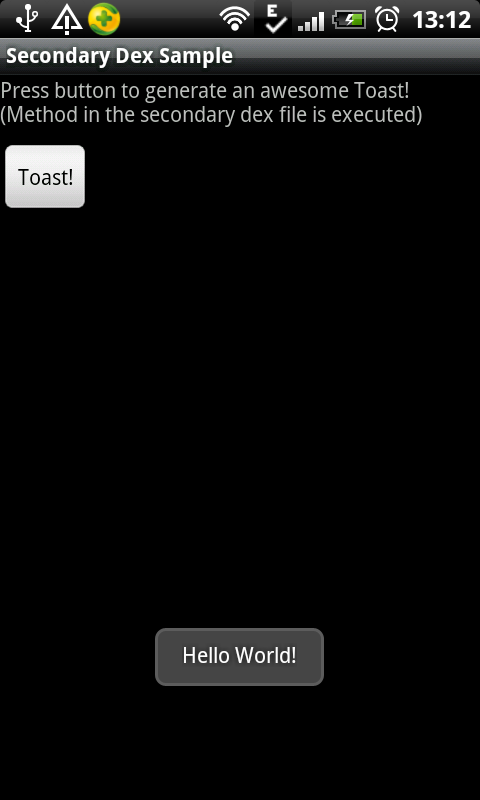 E
13:12
Secondary Dex Sample
Press button to generate an awesome Toast!
(Method in the secondary dex file is executed)
Toast!
Hello World!